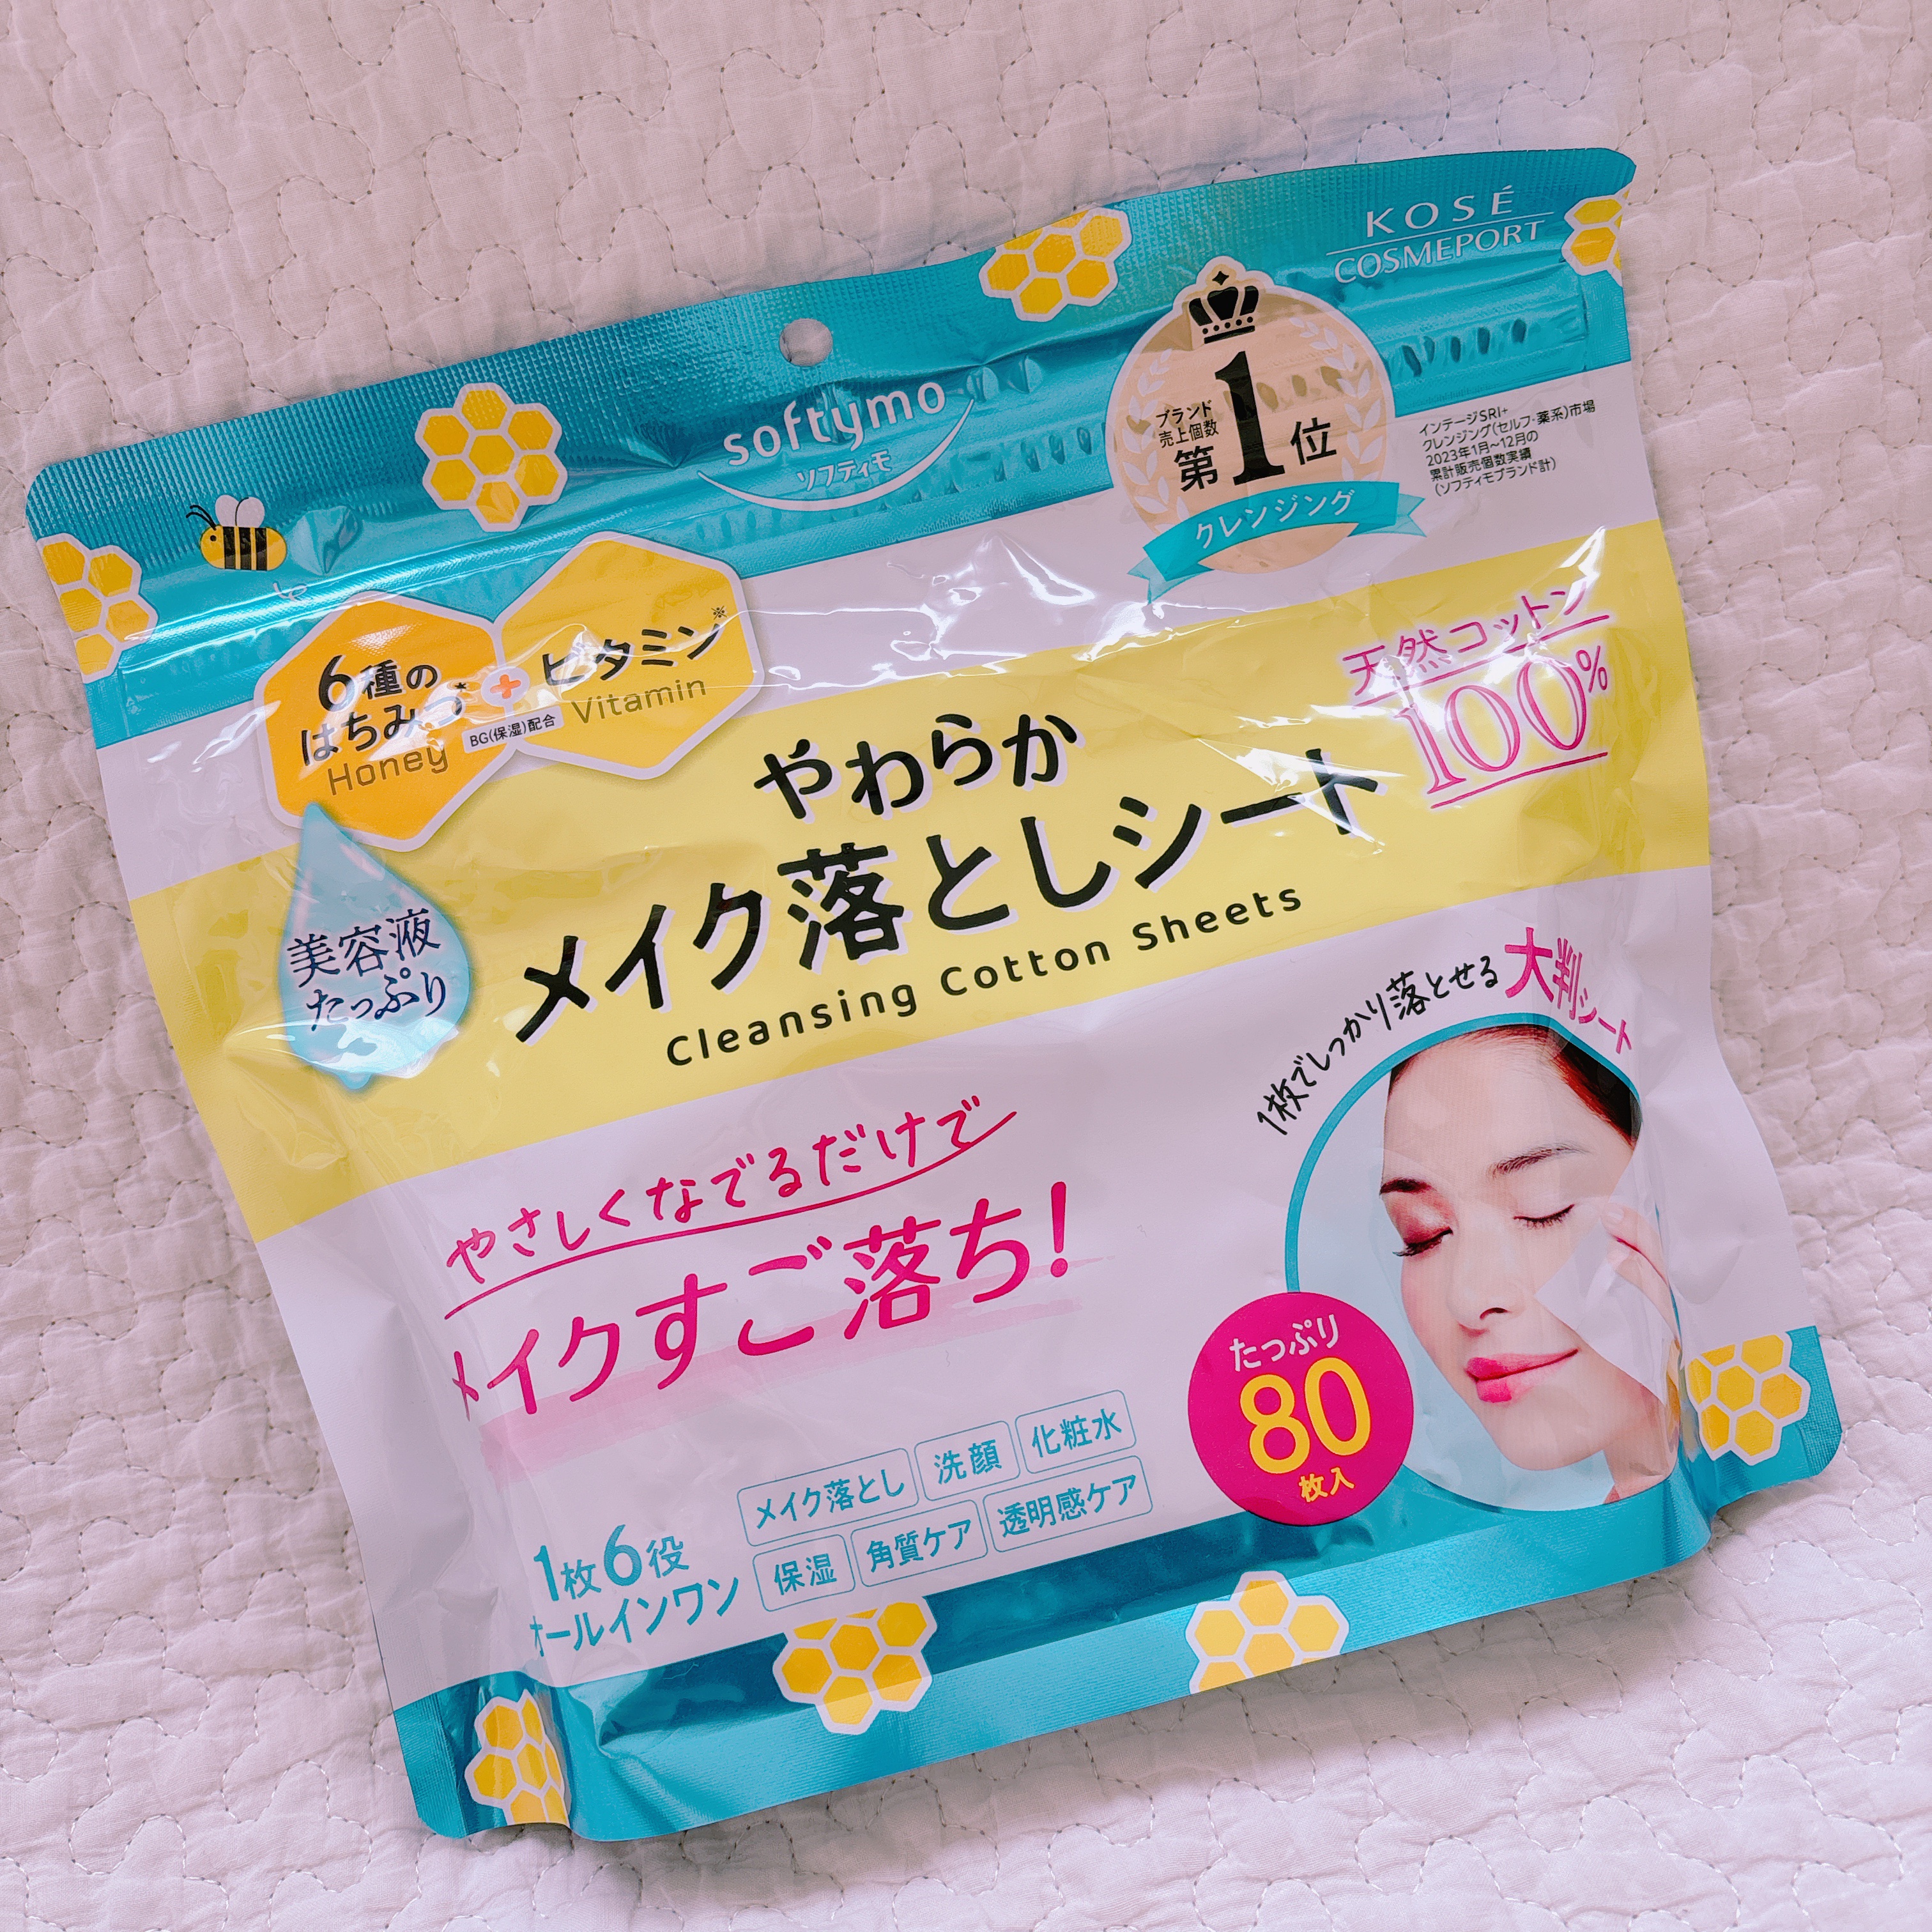 KOSÉ
COSMEPORT
softymo
ソフティモ
ブランド
売上個数
第1位
クレンジング
インテージSRI+
クレンジング(セルフ・薬系)市場
2023年1月〜12月の
累計販売個数実績
(ソフティモブランド計)
6種の
はちみつ*
Honey
+
BG(保湿)配合
ビタミン※
Vitamin
天然コットン
100%
やわらか
メイク落としシート
Cleansing Cotton Sheets
美容液
たっぷり
1枚でしっかり落とせる大判シート
やさしくなでるだけで
メイクすご落ち!
たっぷり
80
枚入
1枚6役
オールインワン
メイク落とし 洗顔 化粧水
保湿 角質ケア 透明感ケア